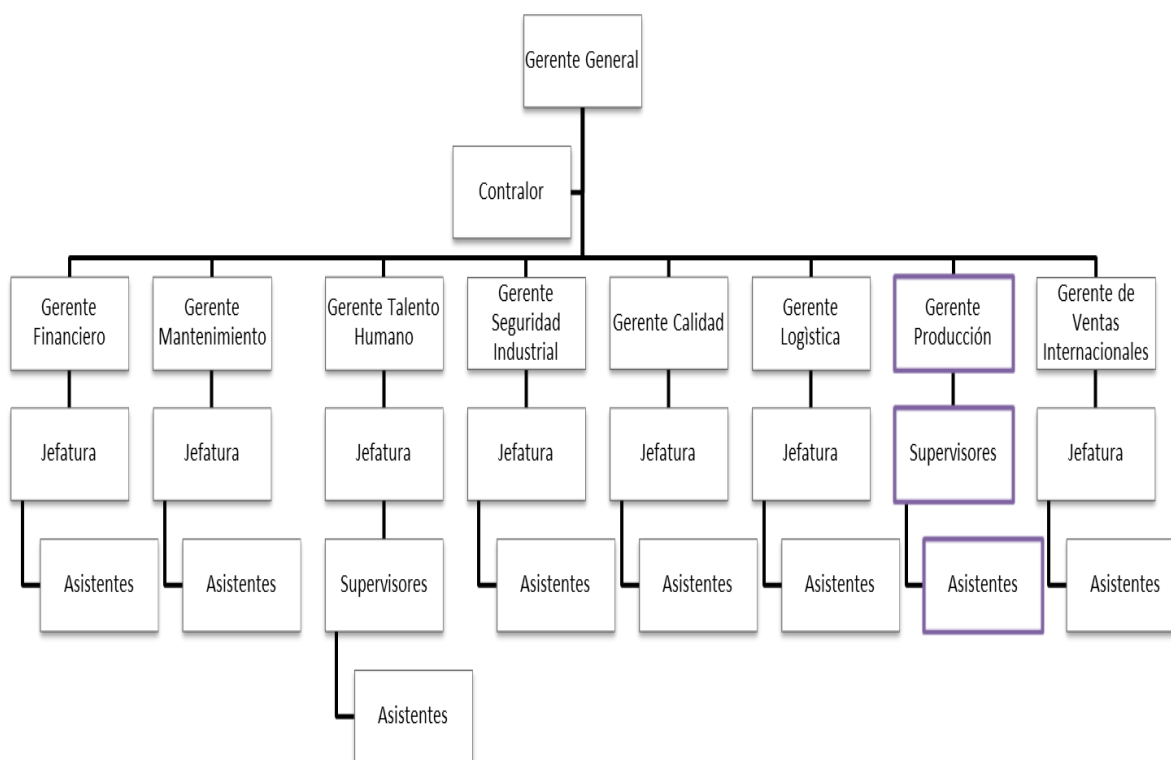 Gerente General
Contralor
Gerente
Financiero
Gerente
Mantenimiento
Gerente Talento
Humano
Gerente
Seguridad
Industrial
Gerente Calidad
Gerente
Logìstica
Gerente
Producción
Gerente de
Ventas
Internacionales
Jefatura
Jefatura
Jefatura
Jefatura
Jefatura
Jefatura
Supervisores
Jefatura
Asistentes
Asistentes
Supervisores
Asistentes
Asistentes
Asistentes
Asistentes
Asistentes
Asistentes